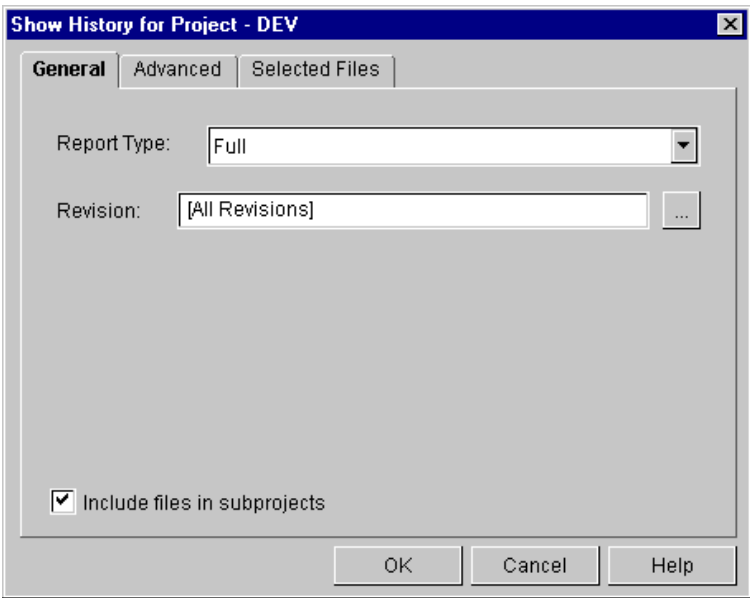 Show History for Project - DEV
General Advanced Selected Files
Report Type: Full
Revision: [All Revisions] ...
Include files in subprojects
OK Cancel Help